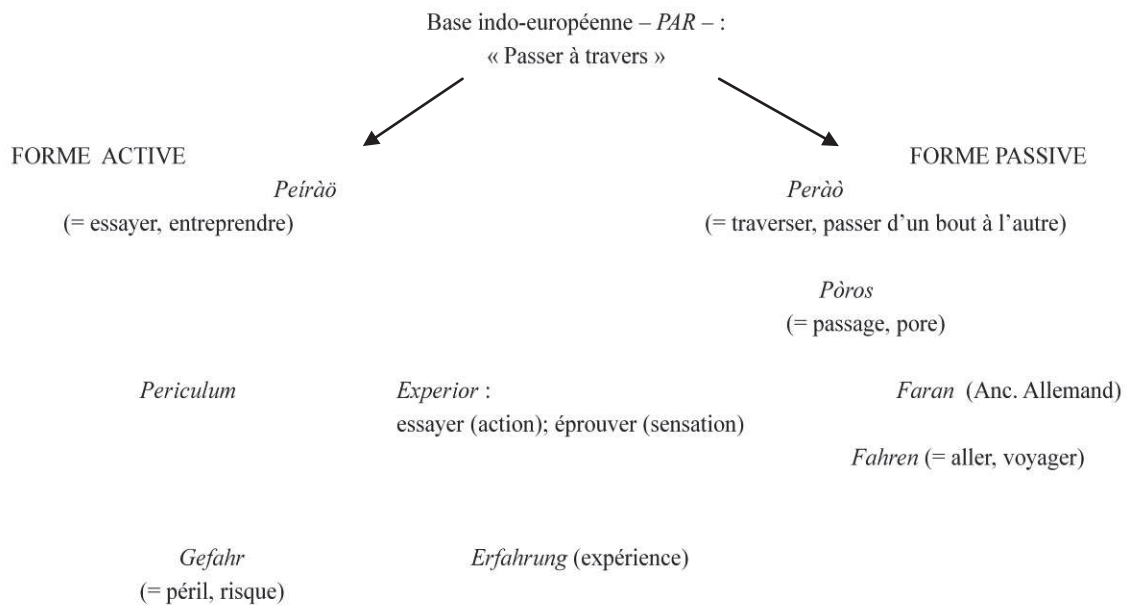 Base indo-européenne – PAR – :
« Passer à travers »
FORME ACTIVE
FORME PASSIVE
Peíràö
Peràò
(= essayer, entreprendre)
(= traverser, passer d’un bout à l’autre)
Pòros
(= passage, pore)
Periculum
Experior :
Faran (Anc. Allemand)
essayer (action); éprouver (sensation)
Fahren (= aller, voyager)
Gefahr
Erfahrung (expérience)
(= péril, risque)